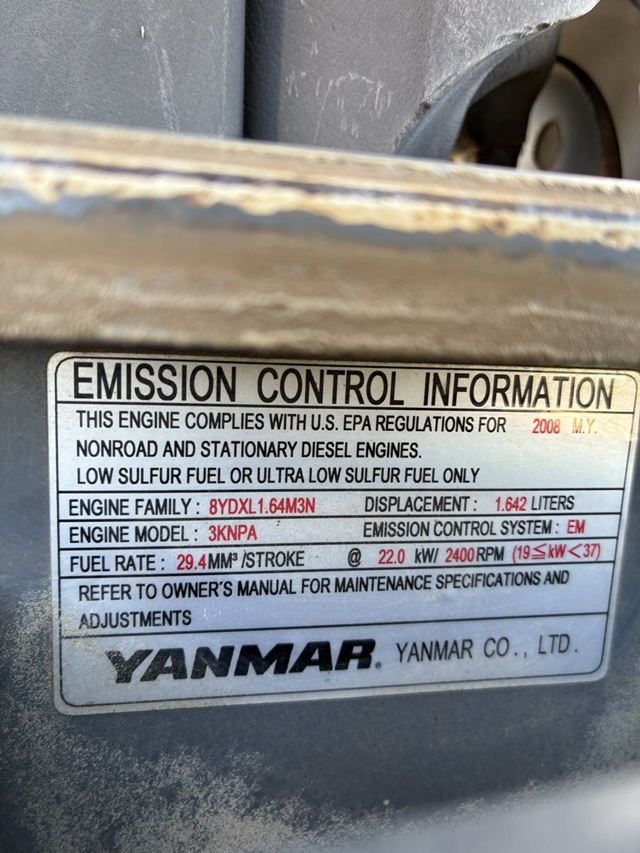 EMISSION CONTROL INFORMATION
THIS ENGINE COMPLIES WITH U.S. EPA REGULATIONS FOR 2008 M.Y.
NONROAD AND STATIONARY DIESEL ENGINES.
LOW SULFUR FUEL OR ULTRA LOW SULFUR FUEL ONLY
ENGINE FAMILY : 8YDXL1.64M3N DISPLACEMENT : 1.642 LITERS
ENGINE MODEL : 3KNPA EMISSION CONTROL SYSTEM : EM
FUEL RATE : 29.4MM³/STROKE @ 22.0 kW/ 2400RPM (19≦kW<37)
REFER TO OWNER'S MANUAL FOR MAINTENANCE SPECIFICATIONS AND
ADJUSTMENTS
YANMAR. YANMAR CO., LTD.